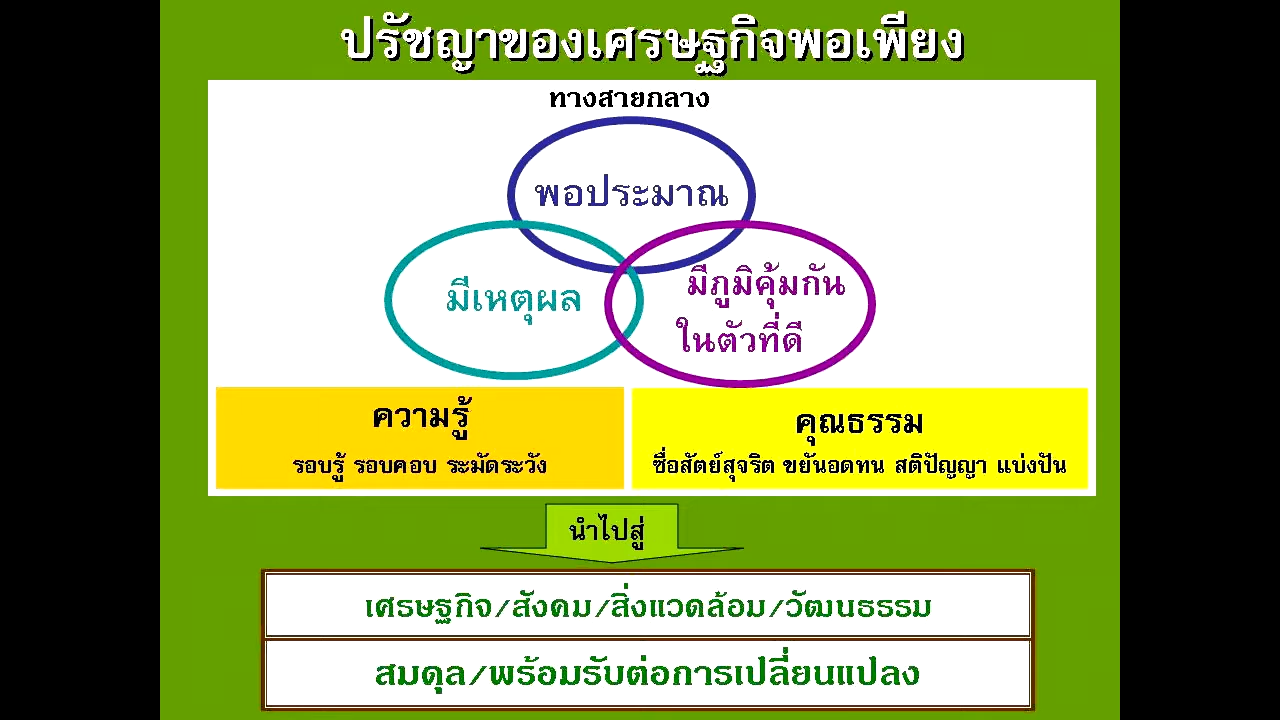 ปรัชญาของเศรษฐกิจพอเพียง
ทางสายกลาง
พอประมาณ
มีเหตุผล
มีภูมิคุ้มกัน
ในตัวที่ดี
ความรู้
รอบรู้ รอบคอบ ระมัดระวัง
คุณธรรม
ซื่อสัตย์สุจริต ขยันอดทน สติปัญญา แบ่งปัน
นำไปสู่
เศรษฐกิจ/สังคม/สิ่งแวดล้อม/วัฒนธรรม
สมดุล/พร้อมรับต่อการเปลี่ยนแปลง